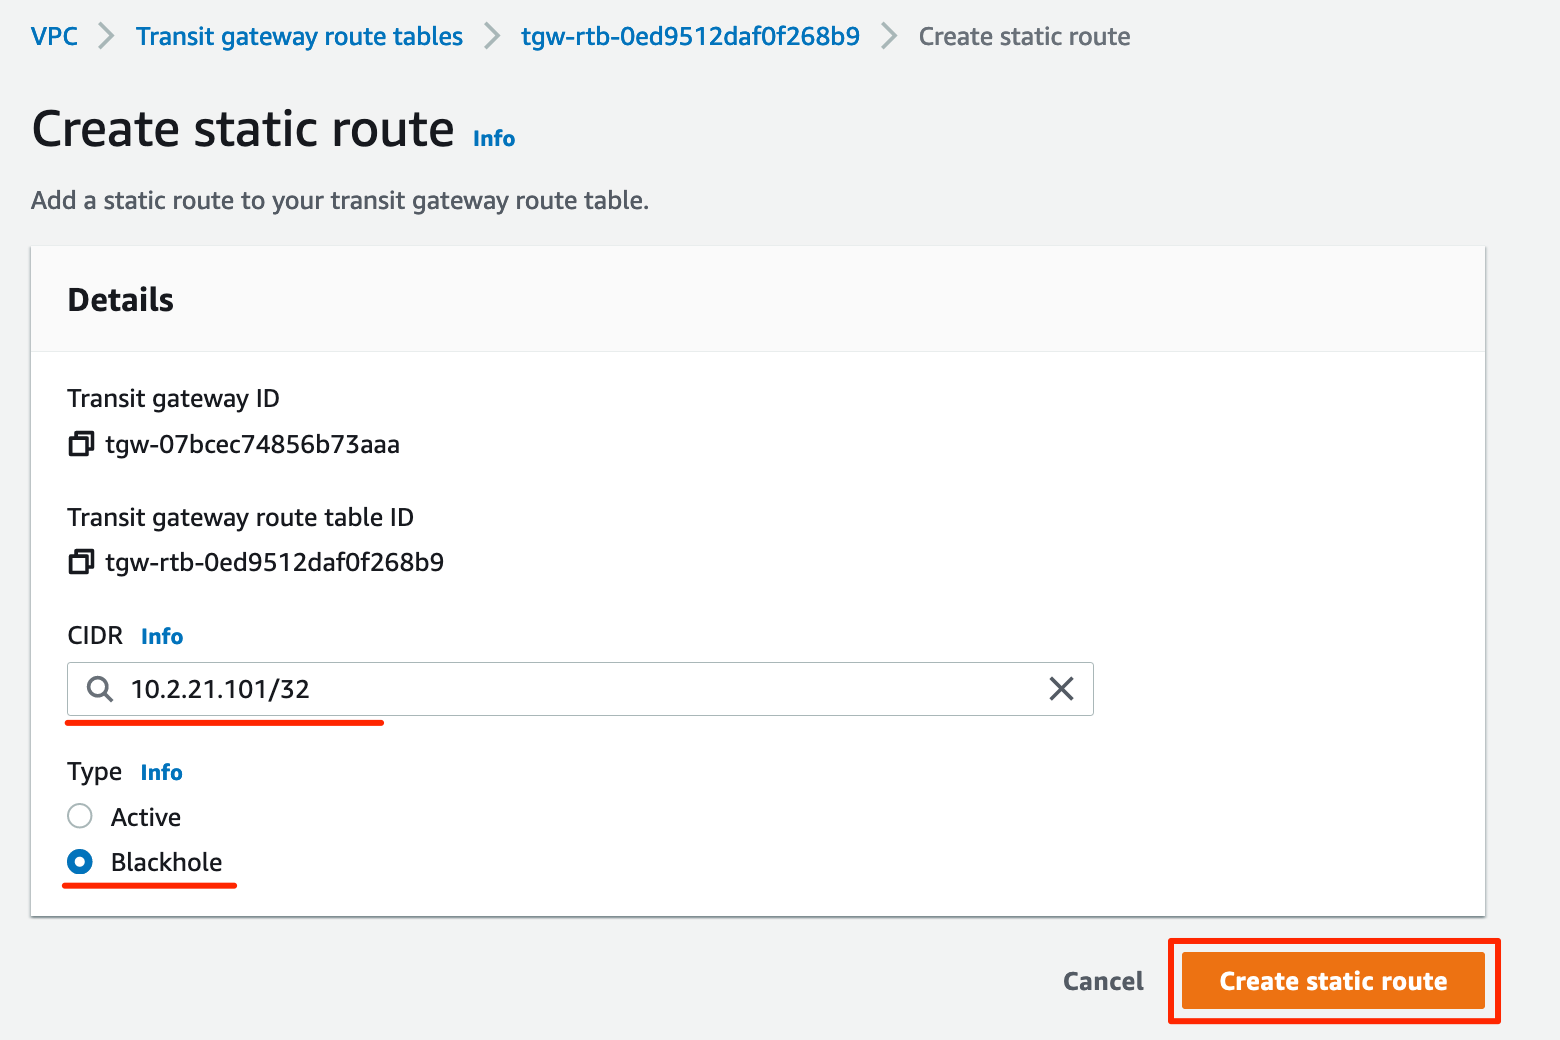 VPC > Transit gateway route tables > tgw-rtb-0ed9512daf0f268b9 > Create static route
Create static route Info
Add a static route to your transit gateway route table.
Details
Transit gateway ID
tgw-07bcec74856b73aaa
Transit gateway route table ID
tgw-rtb-0ed9512daf0f268b9
CIDR Info
10.2.21.101/32
Type Info
Active
Blackhole
Cancel Create static route